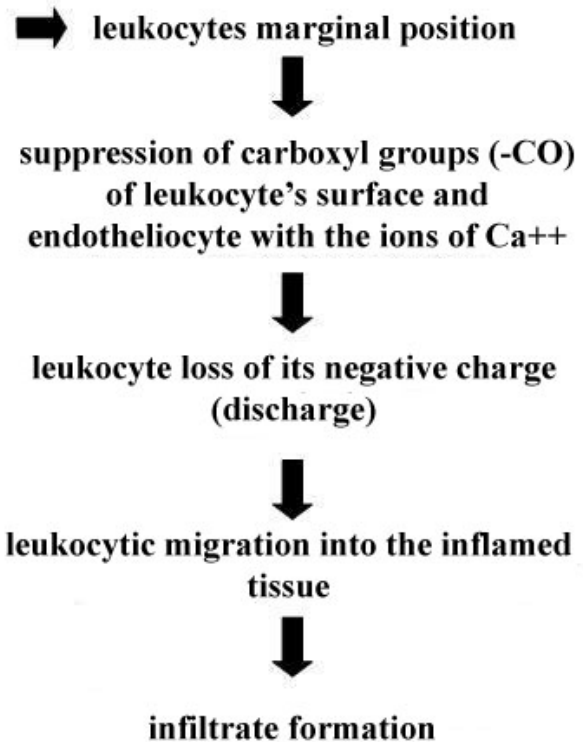 leukocytes marginal position
suppression of carboxyl groups (-CO)
of leukocyte's surface and
endotheliocyte with the ions of Ca++
leukocyte loss of its negative charge
(discharge)
leukocytic migration into the inflamed
tissue
infiltrate formation